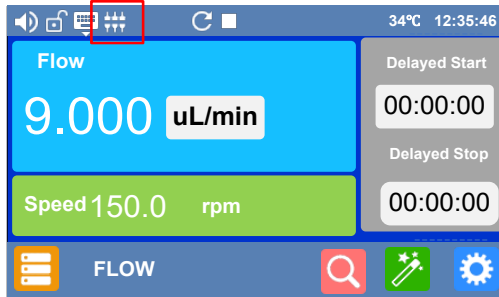 34℃ 12:35:46
Flow
9.000 uL/min
Speed 150.0 rpm
Delayed Start
00:00:00
Delayed Stop
00:00:00
FLOW